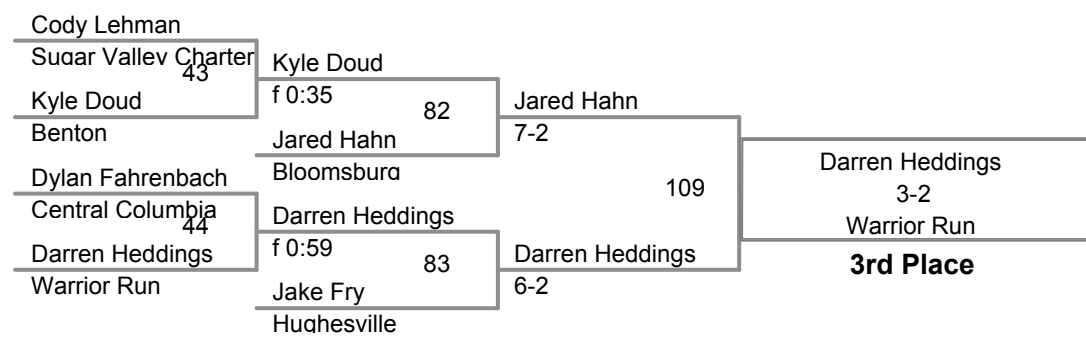 Cody Lehman
Sugar Valley Charter
43
Kyle Doud
Benton
Dylan Fahrenbach
Central Columbia
44
Darren Heddings
Warrior Run
Kyle Doud
f 0:35
82
Jared Hahn
Bloomsburg
Darren Heddings
f 0:59
83
Jake Fry
Hughesville
Jared Hahn
7-2
109
Darren Heddings
6-2
Darren Heddings
3-2
Warrior Run
3rd Place